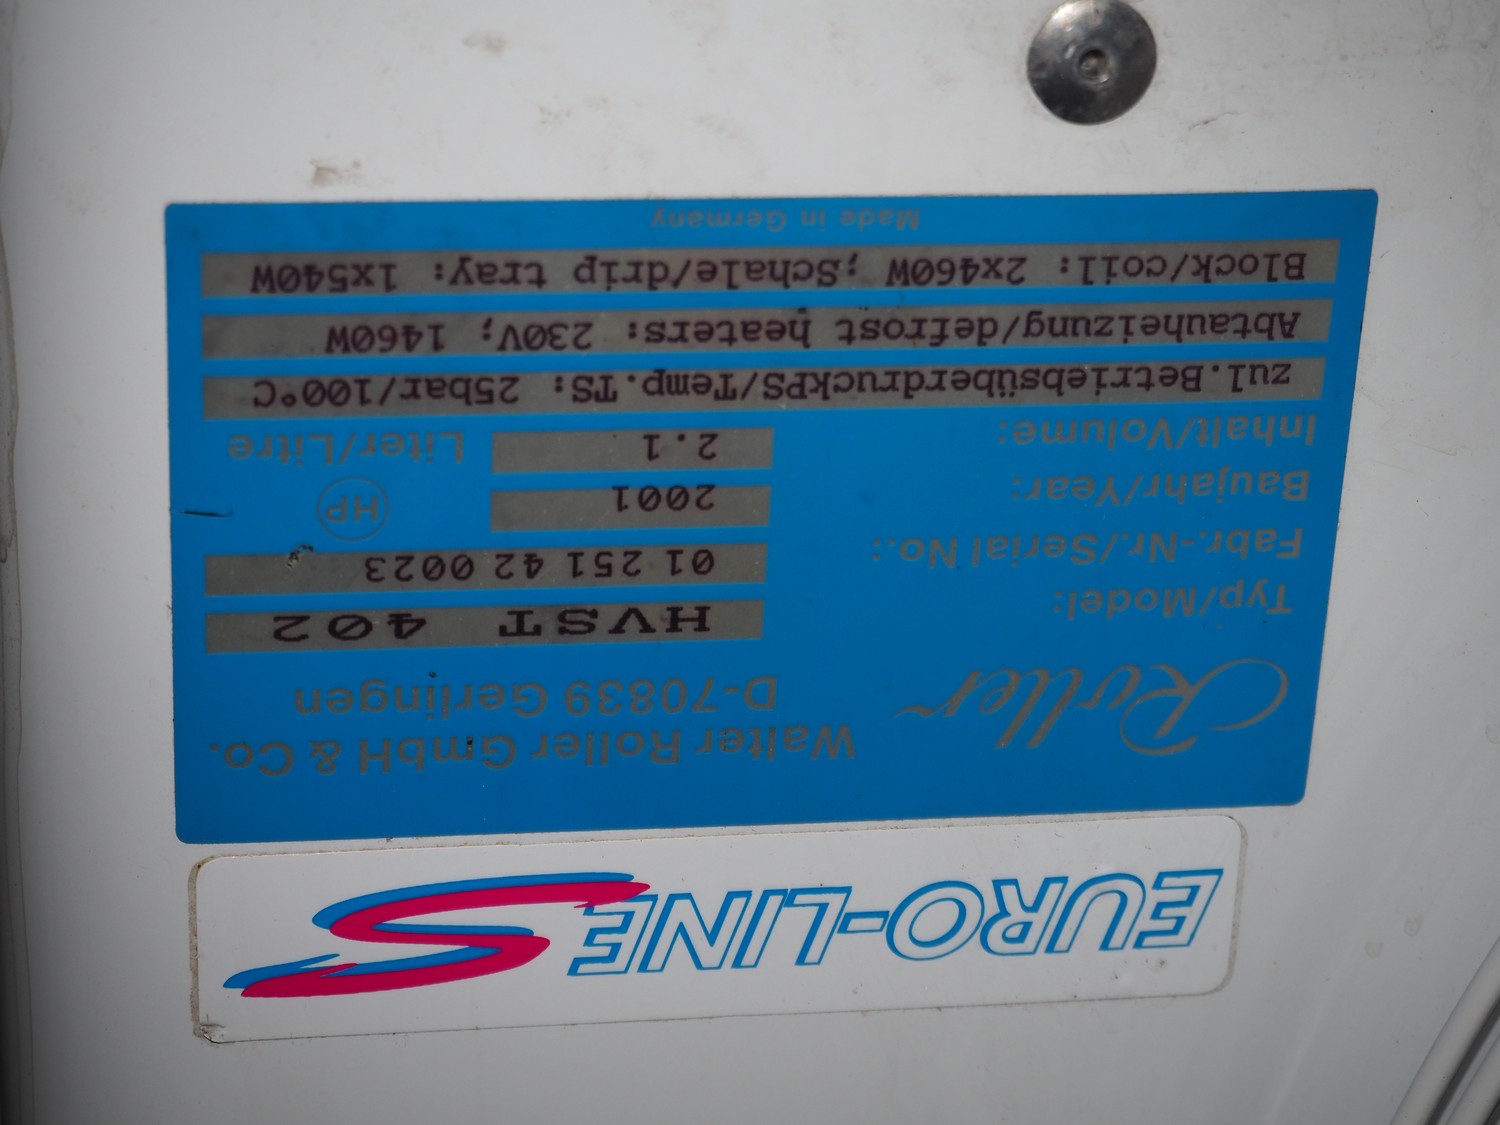 EURO-LINE S
Roller
Walter Roller GmbH & Co.
D-70839 Gerlingen
Typ/Model: HVST 402
Fabr.-Nr./Serial No.: 01 251 42 0023
Baujahr/Year: 2001 HP
Inhalt/Volume: 2.1 Liter/Litre
zul.BetriebsüberdruckPS/Temp.TS: 25bar/100°C
Abtauheizung/defrost heaters: 230V; 1460W
Block/coil: 2x460W ;Schale/drip tray: 1x540W
Made in Germany